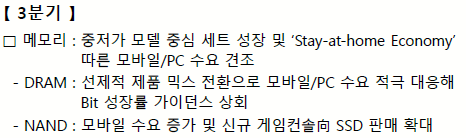 【 3분기 】
□ 메모리 : 중저가 모델 중심 세트 성장 및 ‘Stay-at-home Economy’
따른 모바일/PC 수요 견조
- DRAM : 선제적 제품 믹스 전환으로 모바일/PC 수요 적극 대응해
Bit 성장률 가이던스 상회
- NAND : 모바일 수요 증가 및 신규 게임컨솔向 SSD 판매 확대